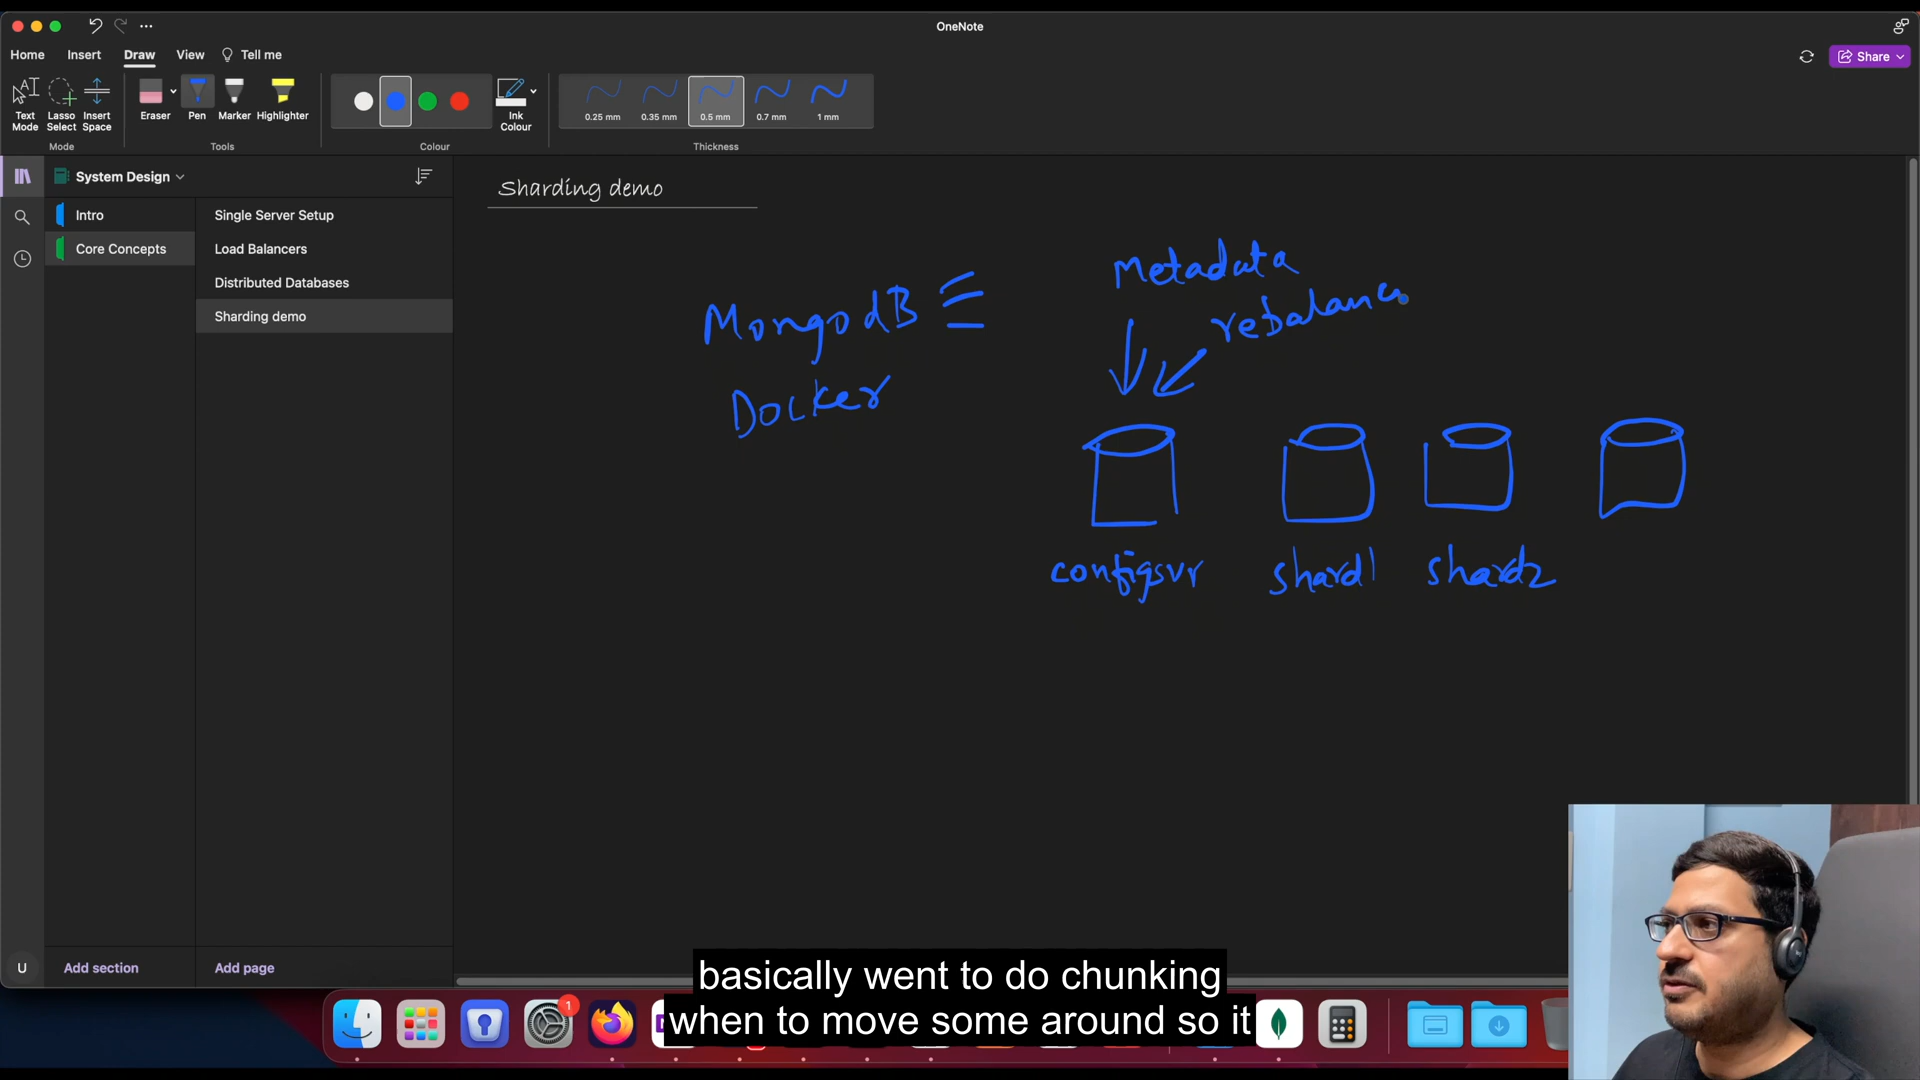 OneNote
Home Insert Draw View Tell me
Share
Text Mode
Lasso Select
Insert Space
Eraser
Pen
Marker
Highlighter
Ink Colour
0.25 mm
0.35 mm
0.5 mm
0.7 mm
1 mm
Mode
Tools
Colour
Thickness
System Design
Intro
Core Concepts
Single Server Setup
Load Balancers
Distributed Databases
Sharding demo
Sharding demo
Metadata
MongodB
rebalance
Docker
configsvr
shard1
shard2
U
Add section
Add page
1
basically went to do chunking
when to move some around so it